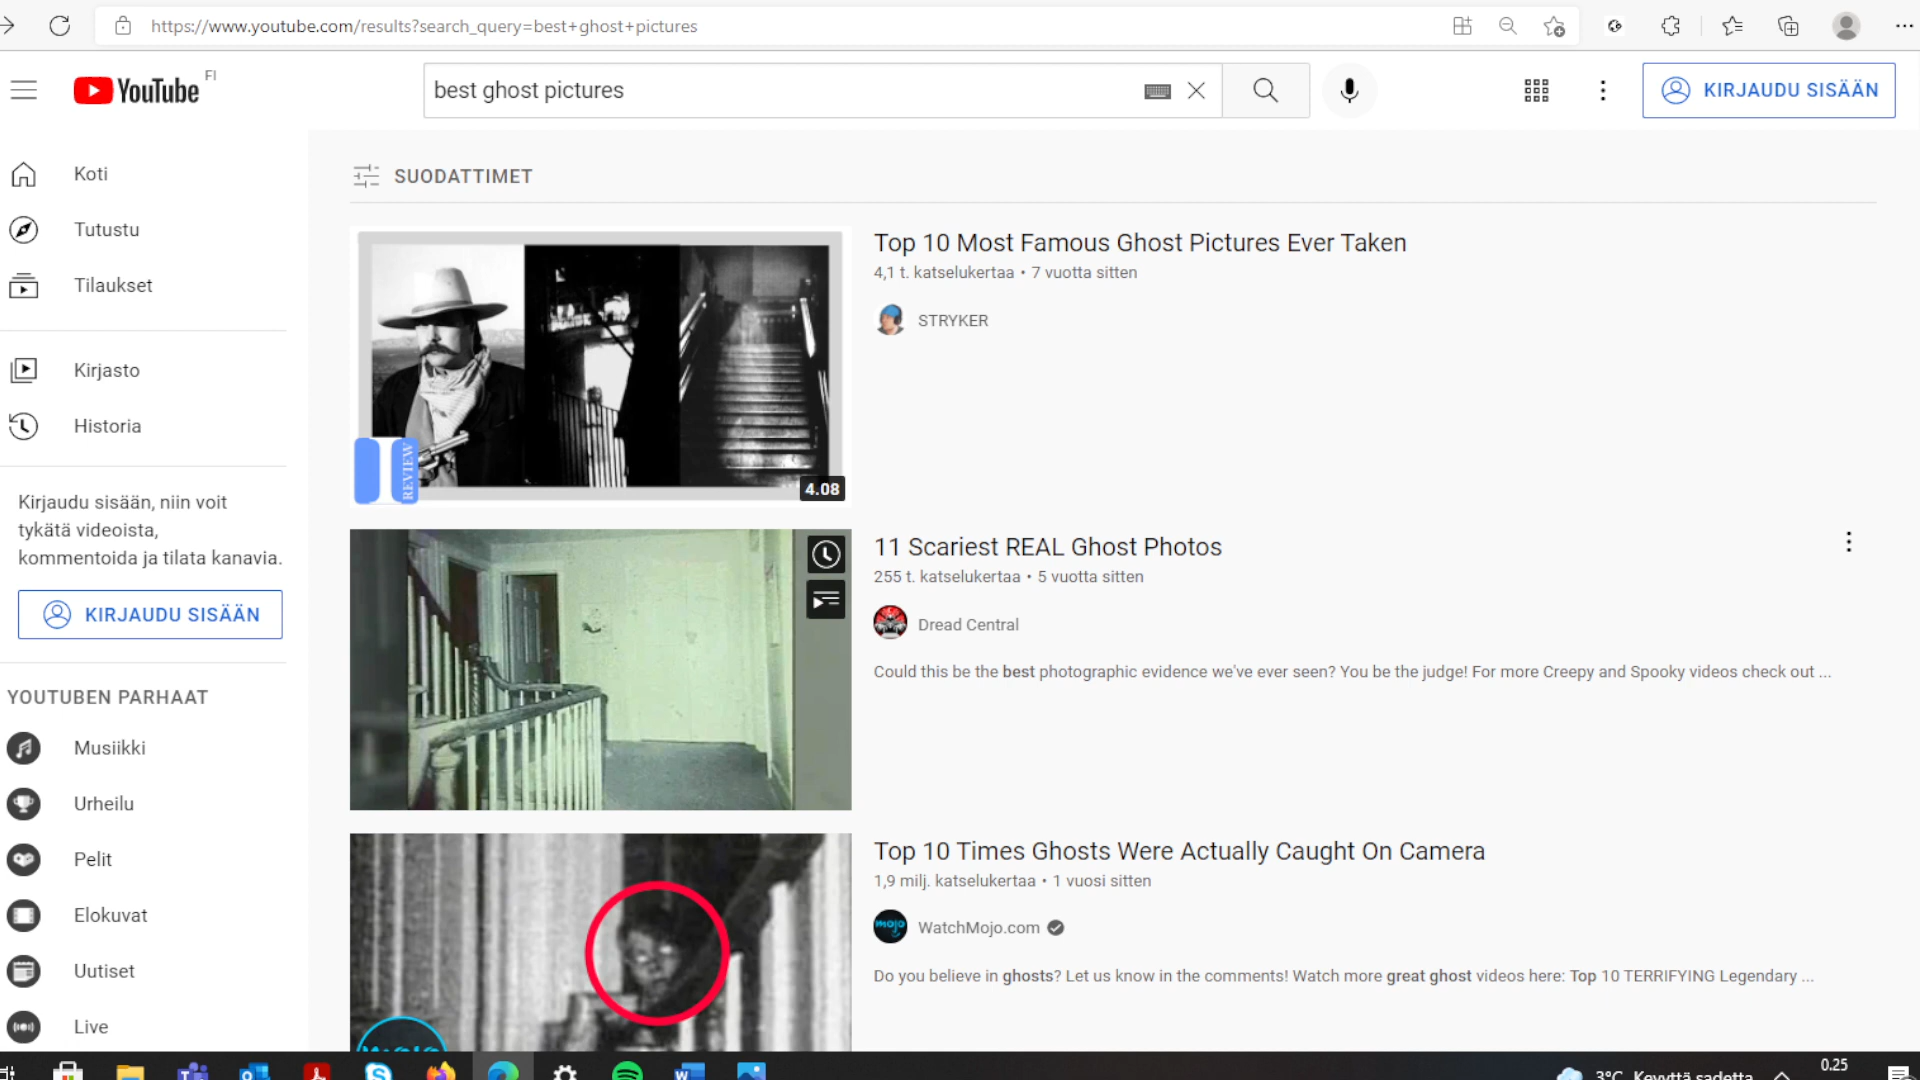 https://www.youtube.com/results?search_query=best+ghost+pictures
YouTube FI
best ghost pictures
KIRJAUDU SISÄÄN
Koti
Tutustu
Tilaukset
Kirjasto
Historia
Kirjaudu sisään, niin voit
tykätä videoista,
kommentoida ja tilata kanavia.
KIRJAUDU SISÄÄN
YOUTUBEN PARHAAT
Musiikki
Urheilu
Pelit
Elokuvat
Uutiset
Live
SUODATTIMET
REVIEW
4.08
Top 10 Most Famous Ghost Pictures Ever Taken
4,1 t. katselukertaa • 7 vuotta sitten
STRYKER
11 Scariest REAL Ghost Photos
255 t. katselukertaa • 5 vuotta sitten
Dread Central
Could this be the best photographic evidence we've ever seen? You be the judge! For more Creepy and Spooky videos check out ...
Top 10 Times Ghosts Were Actually Caught On Camera
1,9 milj. katselukertaa • 1 vuosi sitten
mojo
WatchMojo.com
Do you believe in ghosts? Let us know in the comments! Watch more great ghost videos here: Top 10 TERRIFYING Legendary ...
3°C Kevyttä sadetta
0.25